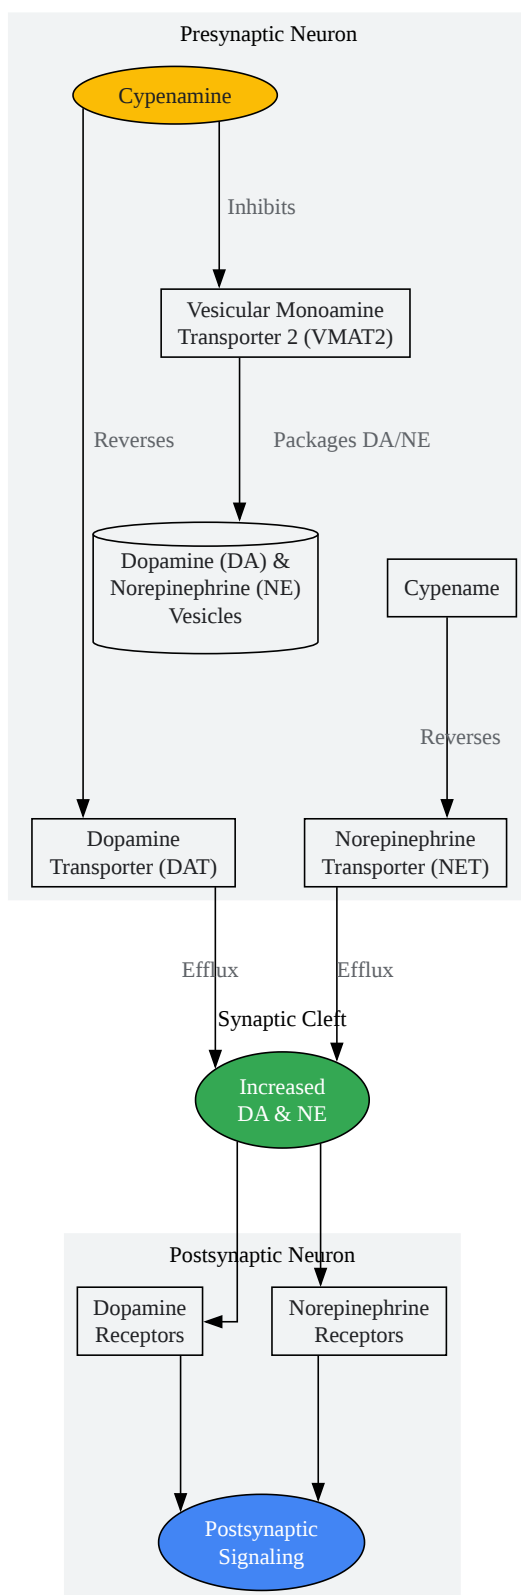 Presynaptic Neuron
Cypenamine
Inhibits
Vesicular Monoamine
Transporter 2 (VMAT2)
Reverses
Packages DA/NE
Dopamine (DA) &
Norepinephrine (NE)
Vesicles
Cypename
Reverses
Dopamine
Transporter (DAT)
Norepinephrine
Transporter (NET)
Efflux
Efflux
Synaptic Cleft
Increased
DA & NE
Postsynaptic Neuron
Dopamine
Receptors
Norepinephrine
Receptors
Postsynaptic
Signaling